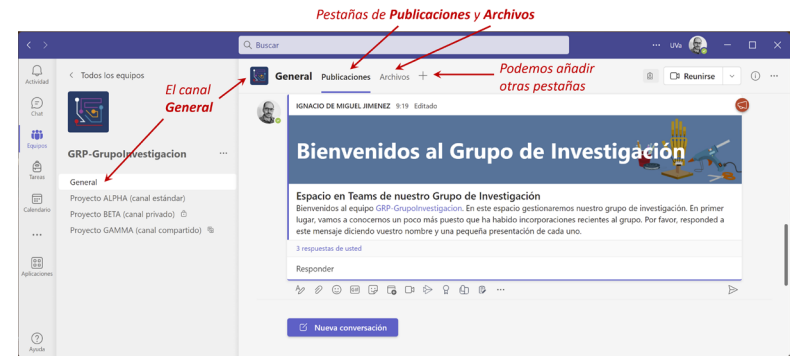 Pestañas de Publicaciones y Archivos
Buscar
UVa
Actividad
Chat
Equipos
Tareas
Calendario
Aplicaciones
Ayuda
Todos los equipos
El canal
General
GRP-GrupoInvestigacion
General
Proyecto ALPHA (canal estándar)
Proyecto BETA (canal privado)
Proyecto GAMMA (canal compartido)
General Publicaciones Archivos
Podemos añadir
otras pestañas
Reunirse
IGNACIO DE MIGUEL JIMENEZ 9:19 Editado
Bienvenidos al Grupo de Investigación
Espacio en Teams de nuestro Grupo de Investigación
Bienvenidos al equipo GRP-GrupoInvestigacion. En este espacio gestionaremos nuestro grupo de investigación. En primer
lugar, vamos a conocernos un poco más puesto que ha habido incorporaciones recientes al grupo. Por favor, responded a
este mensaje diciendo vuestro nombre y una pequeña presentación de cada uno.
3 respuestas de usted
Responder
GIF
Nueva conversación